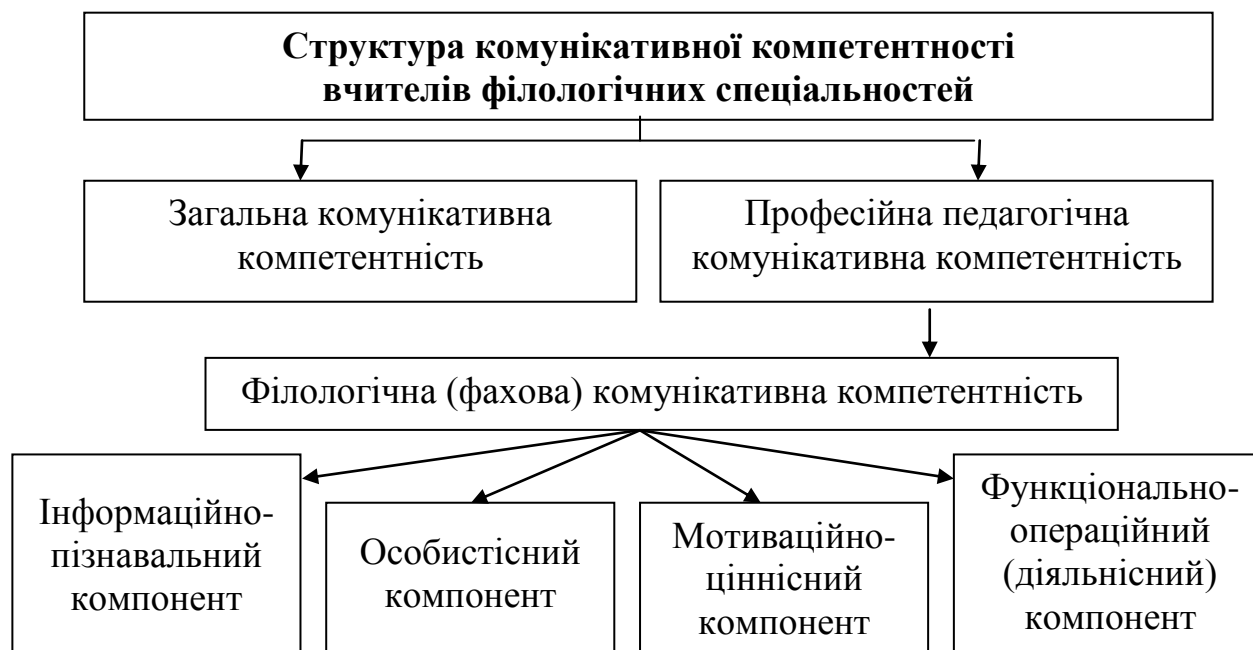 Структура комунікативної компетентності
вчителів філологічних спеціальностей
Загальна комунікативна
компетентність
Професійна педагогічна
комунікативна компетентність
Філологічна (фахова) комунікативна компетентність
Інформаційно-
пізнавальний
компонент
Особистісний
компонент
Мотиваційно-
ціннісний
компонент
Функціонально-
операційний
(діяльнісний)
компонент